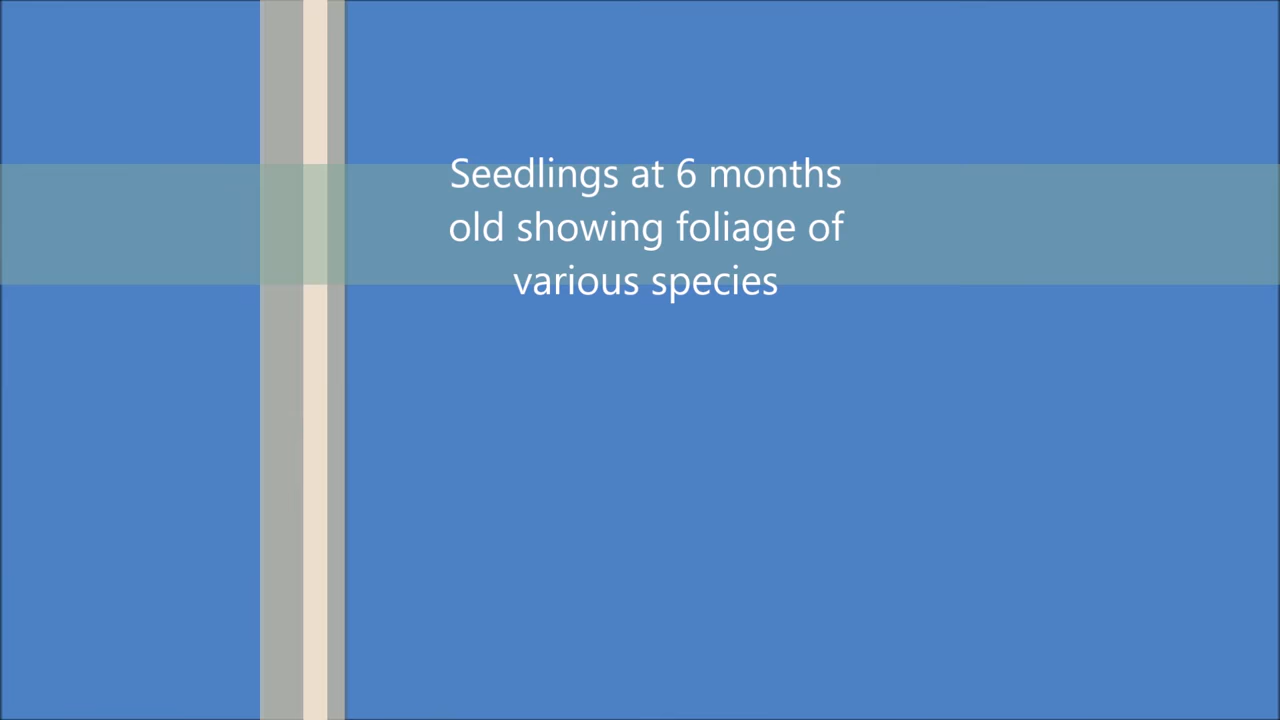 Seedlings at 6 months
old showing foliage of
various species